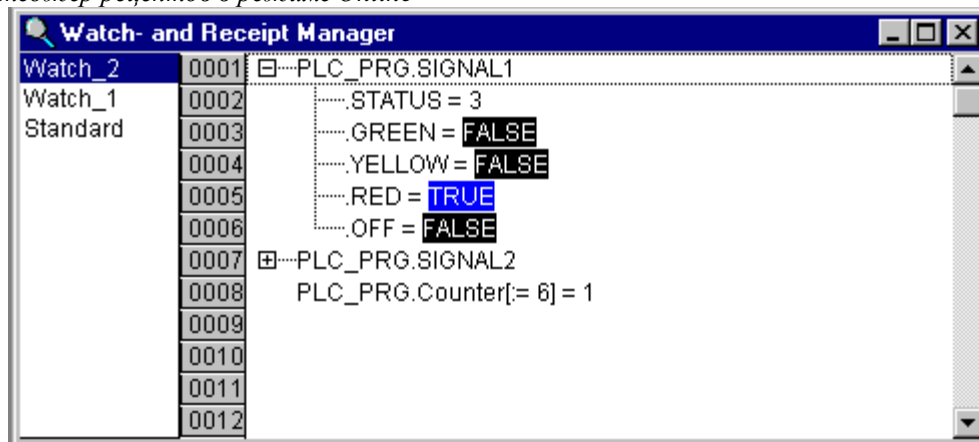 Watch- and Receipt Manager
Watch_2
Watch_1
Standard
0001 PLC_PRG.SIGNAL1
0002 .STATUS = 3
0003 .GREEN = FALSE
0004 .YELLOW = FALSE
0005 .RED = TRUE
0006 .OFF = FALSE
0007 PLC_PRG.SIGNAL2
0008 PLC_PRG.Counter[:= 6] = 1
0009
0010
0011
0012